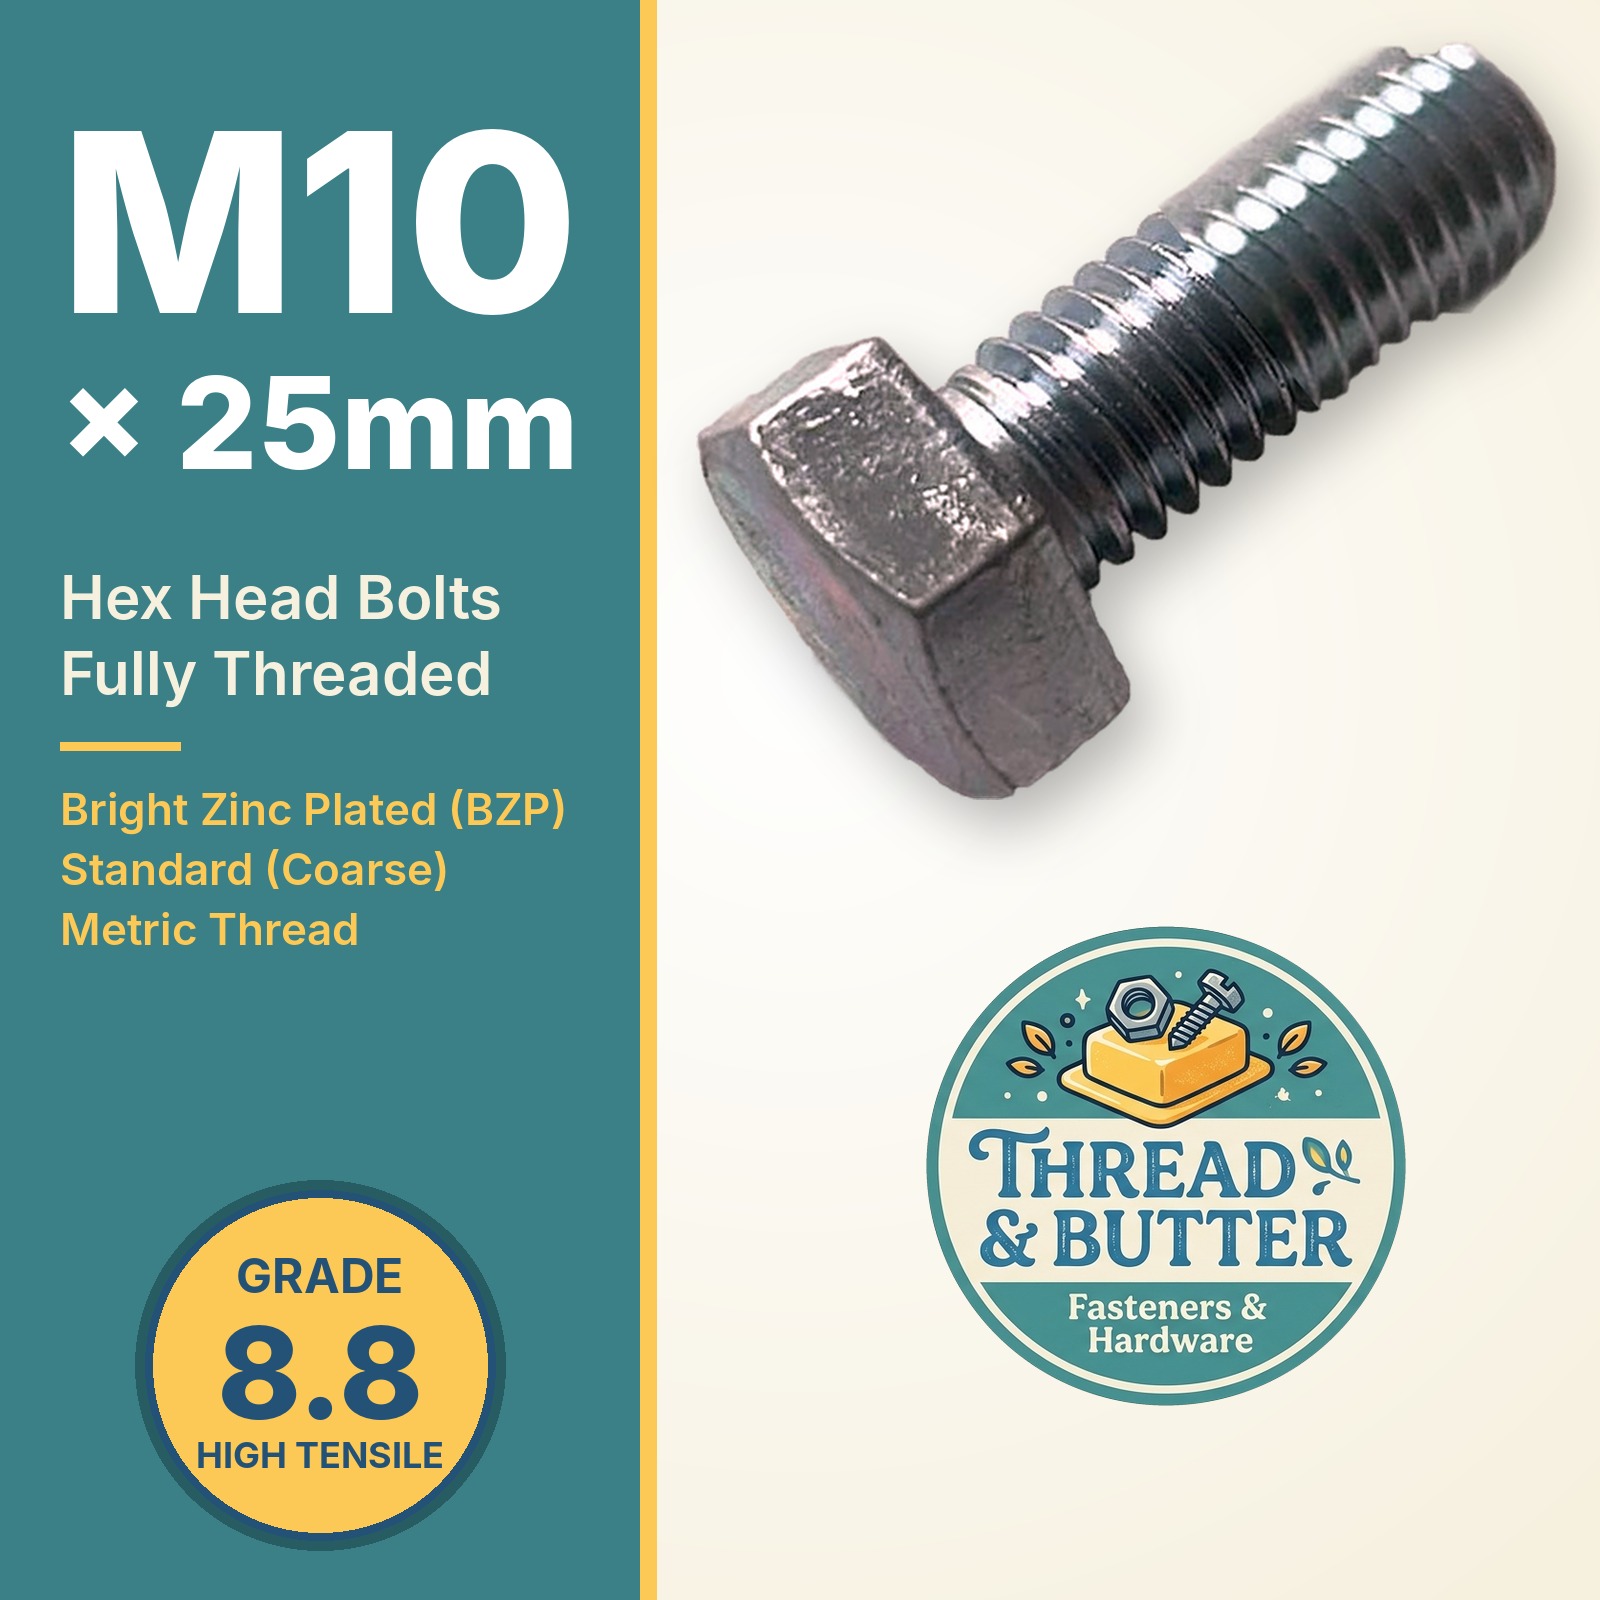 M10
× 25mm
Hex Head Bolts
Fully Threaded
Bright Zinc Plated (BZP)
Standard (Coarse)
Metric Thread
GRADE
8.8
HIGH TENSILE
THREAD
& BUTTER
Fasteners &
Hardware